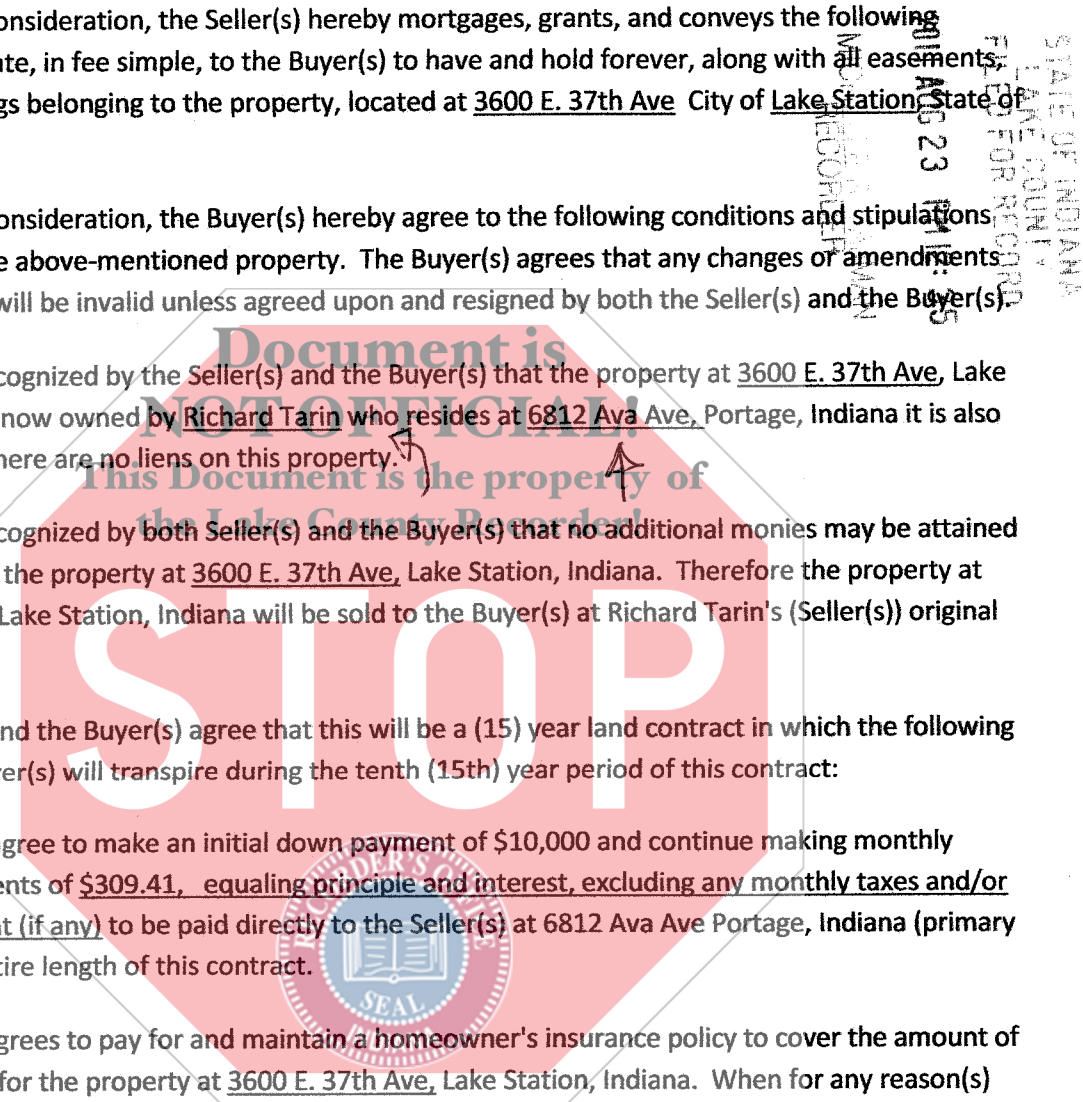 onsideration, the Seller(s) hereby mortgages, grants, and conveys the following
te, in fee simple, to the Buyer(s) to have and hold forever, along with all easements,
gs belonging to the property, located at 3600 E. 37th Ave City of Lake Station, State of
onsideration, the Buyer(s) hereby agree to the following conditions and stipulations
e above-mentioned property. The Buyer(s) agrees that any changes or amendments
will be invalid unless agreed upon and resigned by both the Seller(s) and the Buyer(s).
cognized by the Seller(s) and the Buyer(s) that the property at 3600 E. 37th Ave, Lake
now owned by Richard Tarin who resides at 6812 Ava Ave, Portage, Indiana it is also
here are no liens on this property.
cognized by both Seller(s) and the Buyer(s) that no additional monies may be attained
the property at 3600 E. 37th Ave, Lake Station, Indiana. Therefore the property at
Lake Station, Indiana will be sold to the Buyer(s) at Richard Tarin's (Seller(s)) original
nd the Buyer(s) agree that this will be a (15) year land contract in which the following
er(s) will transpire during the tenth (15th) year period of this contract:
gree to make an initial down payment of $10,000 and continue making monthly
ents of $309.41, equaling principle and interest, excluding any monthly taxes and/or
t (if any) to be paid directly to the Seller(s) at 6812 Ava Ave Portage, Indiana (primary
tire length of this contract.
grees to pay for and maintain a homeowner's insurance policy to cover the amount of
for the property at 3600 E. 37th Ave, Lake Station, Indiana. When for any reason(s)
Document is
NOT OFFICIAL!
This Document is the property of
the Lake County Recorder!
STOP
RECORDER'S OFFICE
SEAL
INDIANA
STATE OF INDIANA
LAKE COUNTY
FILED FOR RECORD
AUG 23
RECORDER